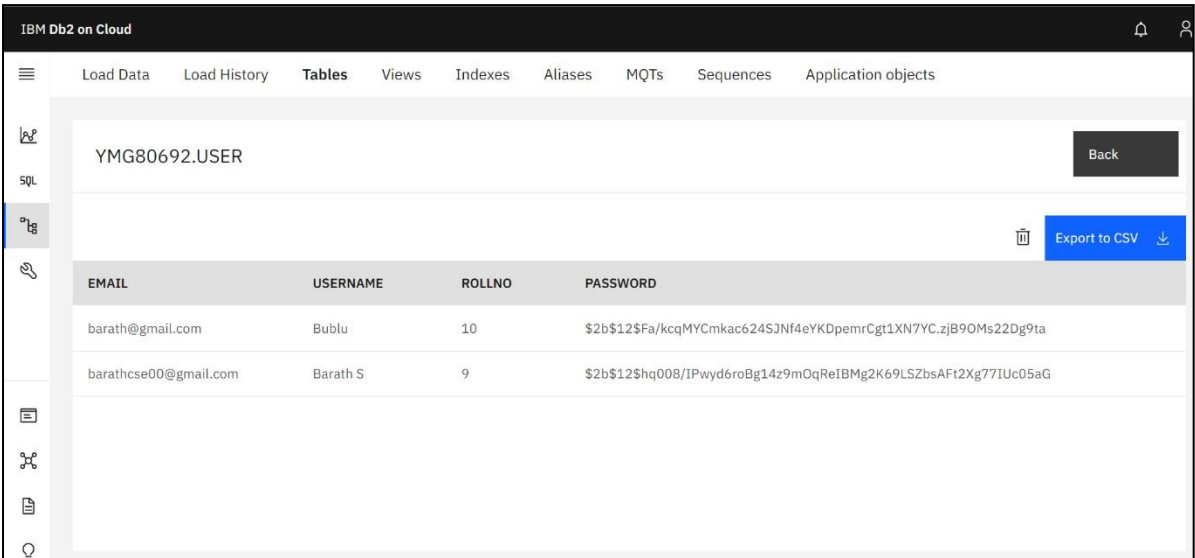 IBM Db2 on Cloud
Load Data Load History Tables Views Indexes Aliases MQTs Sequences Application objects
YMG80692.USER
Back
SQL
Export to CSV
EMAIL USERNAME ROLLNO PASSWORD
barath@gmail.com Bublu 10 $2b$12$Fa/kcqMYCmkac624SJNf4eYKDpemrCgt1XN7YC.zjB9OMs22Dg9ta
barathcse00@gmail.com Barath S 9 $2b$12$hq008/IPwyd6roBg14z9mOqReIBMg2K69LSZbsAFt2Xg77IUc05aG